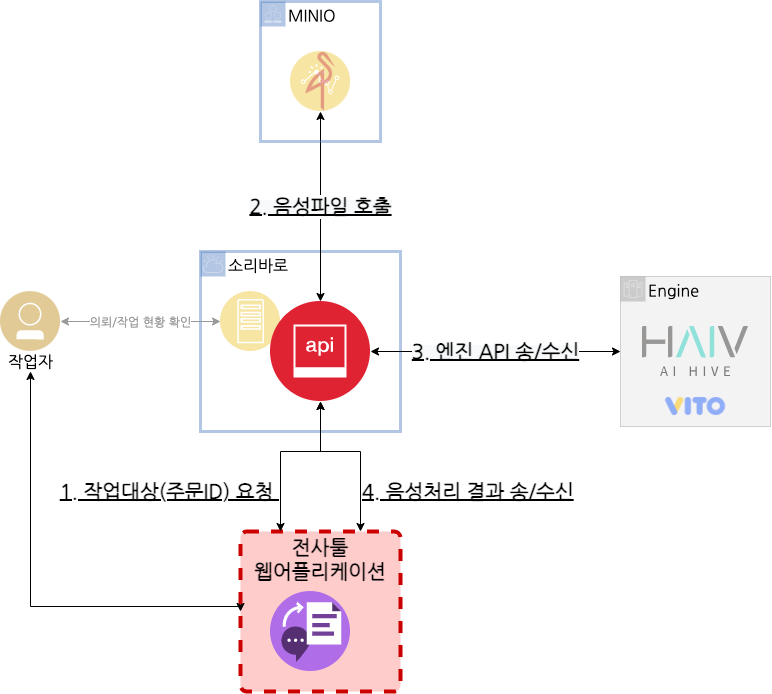 MINIO
2. 음성파일 호출
소리바로
의뢰/작업 현황 확인
작업자
api
3. 엔진 API 송/수신
Engine
HAIV
AI HIVE
VITO
1. 작업대상(주문ID) 요청
4. 음성처리 결과 송/수신
전사툴
웹어플리케이션